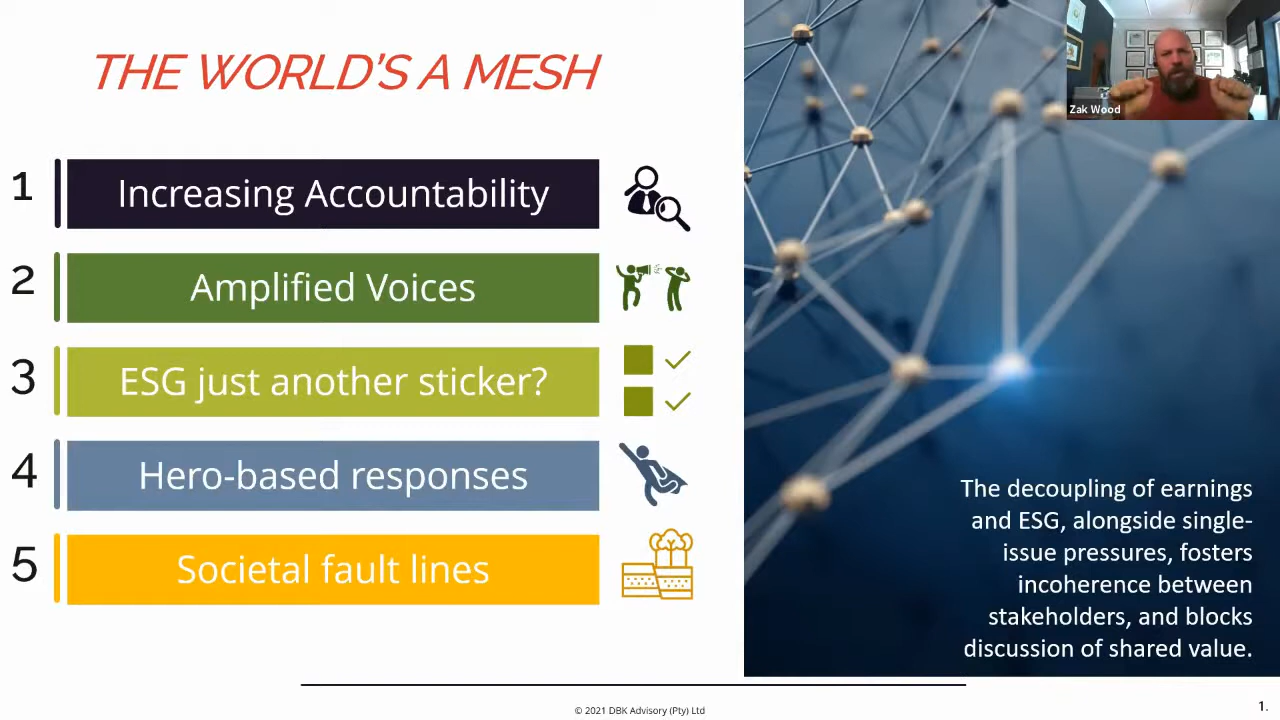 THE WORLD'S A MESH
1
Increasing Accountability
2
Amplified Voices
3
ESG just another sticker?
4
Hero-based responses
5
Societal fault lines
Zak Wood
The decoupling of earnings
and ESG, alongside single-
issue pressures, fosters
incoherence between
stakeholders, and blocks
discussion of shared value.
© 2021 DBK Advisory (Pty) Ltd
1.